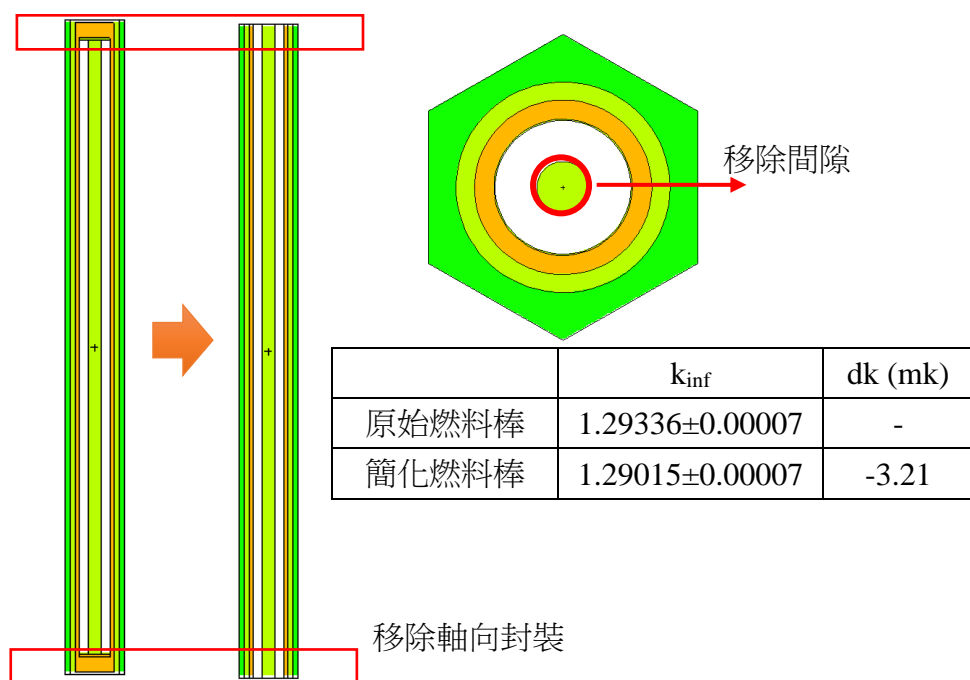 移除間隙
k_inf dk (mk)
原始燃料棒 1.29336±0.00007 -
簡化燃料棒 1.29015±0.00007 -3.21
移除軸向封裝